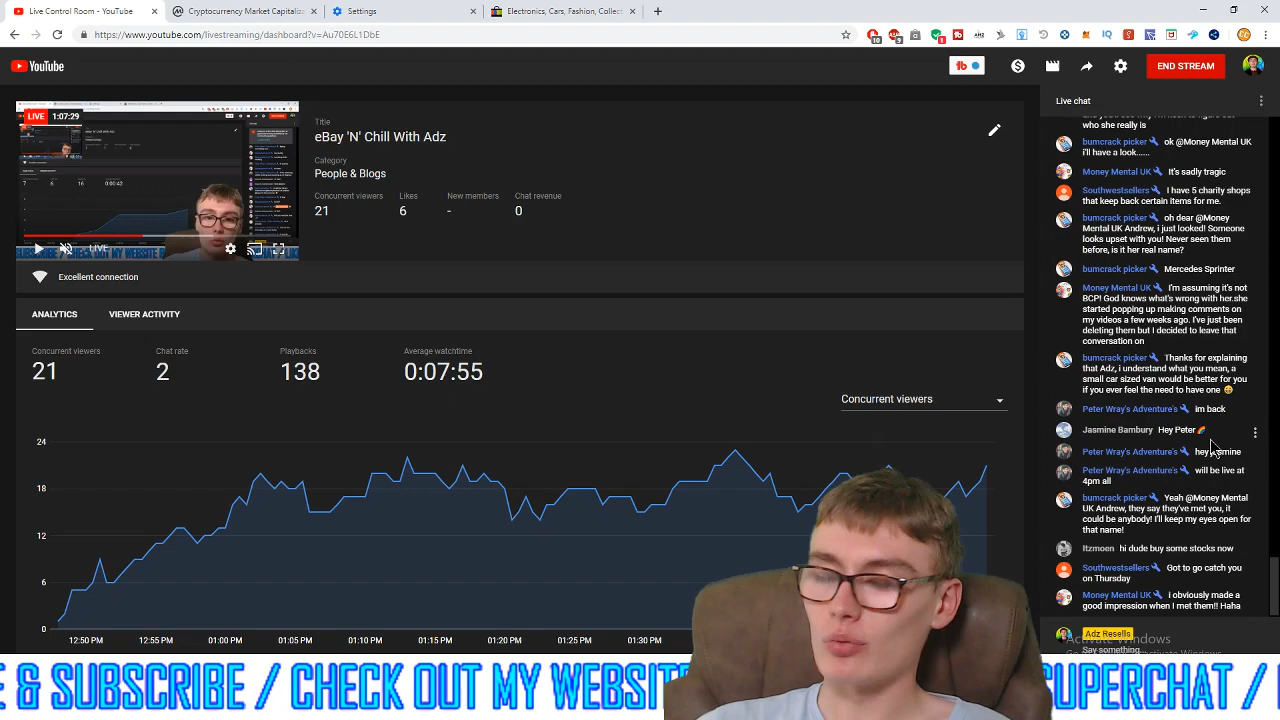 Live Control Room - YouTube
Cryptocurrency Market Capitaliz
Settings
Electronics, Cars, Fashion, Collect
https://www.youtube.com/livestreaming/dashboard?v=Au70E6L1DbE
YouTube
END STREAM
LIVE 1:07:29
LIVE
Title
eBay 'N' Chill With Adz
Category
People & Blogs
Concurrent viewers Likes New members Chat revenue
21 6 - 0
Excellent connection
ANALYTICS VIEWER ACTIVITY
Concurrent viewers Chat rate Playbacks Average watchtime
21 2 138 0:07:55
Concurrent viewers
24
18
12
6
0
12:50 PM 12:55 PM 01:00 PM 01:05 PM 01:10 PM 01:15 PM 01:20 PM 01:25 PM 01:30 PM
Live chat
who she really is
bumcrack picker ok @Money Mental UK
i'll have a look......
Money Mental UK It's sadly tragic
Southwestsellers I have 5 charity shops
that keep back certain items for me.
bumcrack picker oh dear @Money
Mental UK Andrew, i just looked! Someone
looks upset with you! Never seen them
before, is it her real name?
bumcrack picker Mercedes Sprinter
Money Mental UK I'm assuming it's not
BCP! God knows what's wrong with her.she
started popping up making comments on
my videos a few weeks ago. I've just been
deleting them but I decided to leave that
conversation on
bumcrack picker Thanks for explaining
that Adz, i understand what you mean, a
small car sized van would be better for you
if you ever feel the need to have one 😄
Peter Wray's Adventure's im back
Jasmine Bambury Hey Peter 🌈
Peter Wray's Adventure's hey jasmine
Peter Wray's Adventure's will be live at
4pm all
bumcrack picker Yeah @Money Mental
UK Andrew, they say they've met you, it
could be anybody! I'll keep my eyes open for
that name!
Itzmoen hi dude buy some stocks now
Southwestsellers Got to go catch you
on Thursday
Money Mental UK i obviously made a
good impression when I met them!! Haha
Adz Resells
Activate Windows
Say something
E & SUBSCRIBE / CHECK OUT MY WEBSIT
SUPERCHAT /